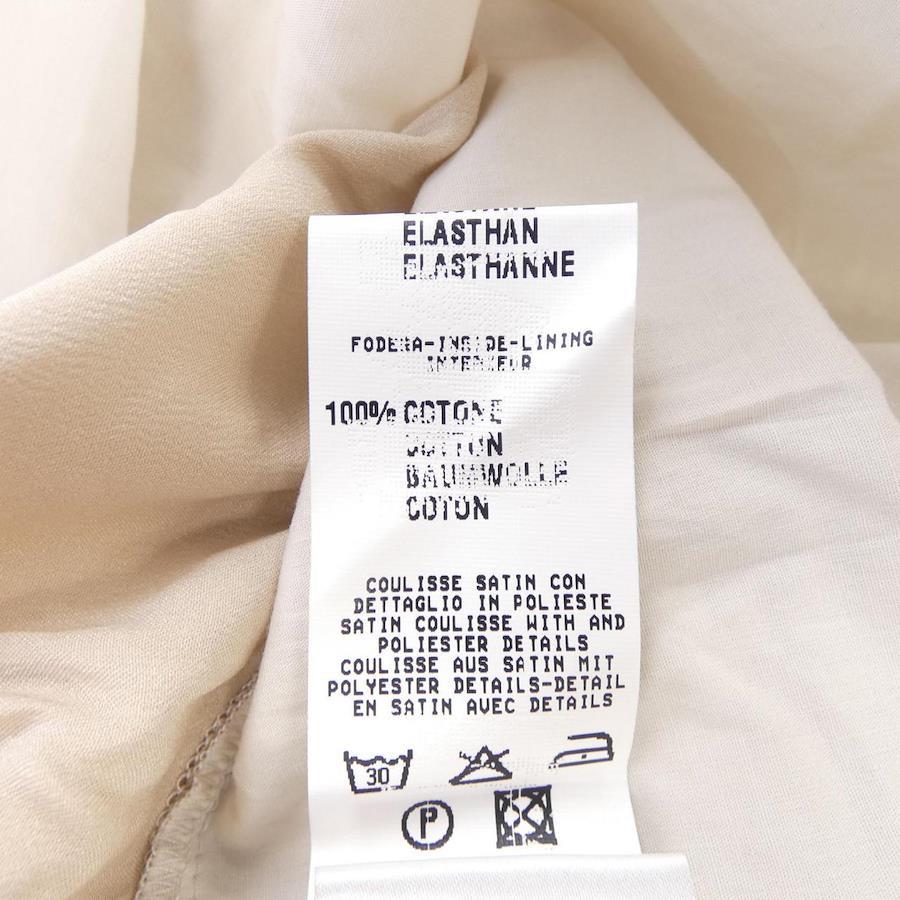 ELASTHAN
ELASTHANNE
FODERA-INSIDE-LINING
INTERIEUR
100% COTONE
COTTON
BAUMWOLLE
COTON
COULISSE SATIN CON
DETTAGLIO IN POLIESTE
SATIN COULISSE WITH AND
POLIESTER DETAILS
COULISSE AUS SATIN MIT
POLYESTER DETAILS-DETAIL
EN SATIN AVEC DETAILS
30
P